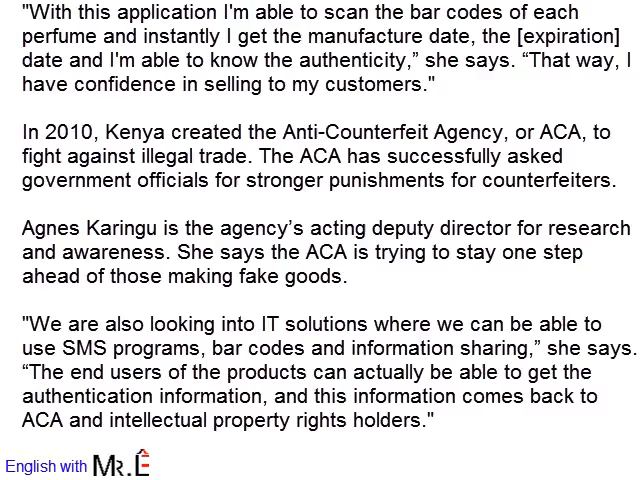 "With this application I'm able to scan the bar codes of each
perfume and instantly I get the manufacture date, the [expiration]
date and I'm able to know the authenticity,” she says. “That way, I
have confidence in selling to my customers."
In 2010, Kenya created the Anti-Counterfeit Agency, or ACA, to
fight against illegal trade. The ACA has successfully asked
government officials for stronger punishments for counterfeiters.
Agnes Karingu is the agency’s acting deputy director for research
and awareness. She says the ACA is trying to stay one step
ahead of those making fake goods.
"We are also looking into IT solutions where we can be able to
use SMS programs, bar codes and information sharing,” she says.
“The end users of the products can actually be able to get the
authentication information, and this information comes back to
ACA and intellectual property rights holders."
English with MR.Ê